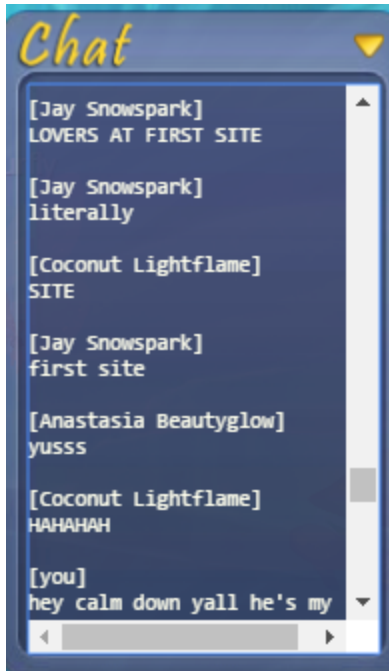 Chat
[Jay Snowspark]
LOVERS AT FIRST SITE
[Jay Snowspark]
literally
[Coconut Lightflame]
SITE
[Jay Snowspark]
first site
[Anastasia Beautyglow]
yusss
[Coconut Lightflame]
HAHAHAH
[you]
hey calm down yall he's my